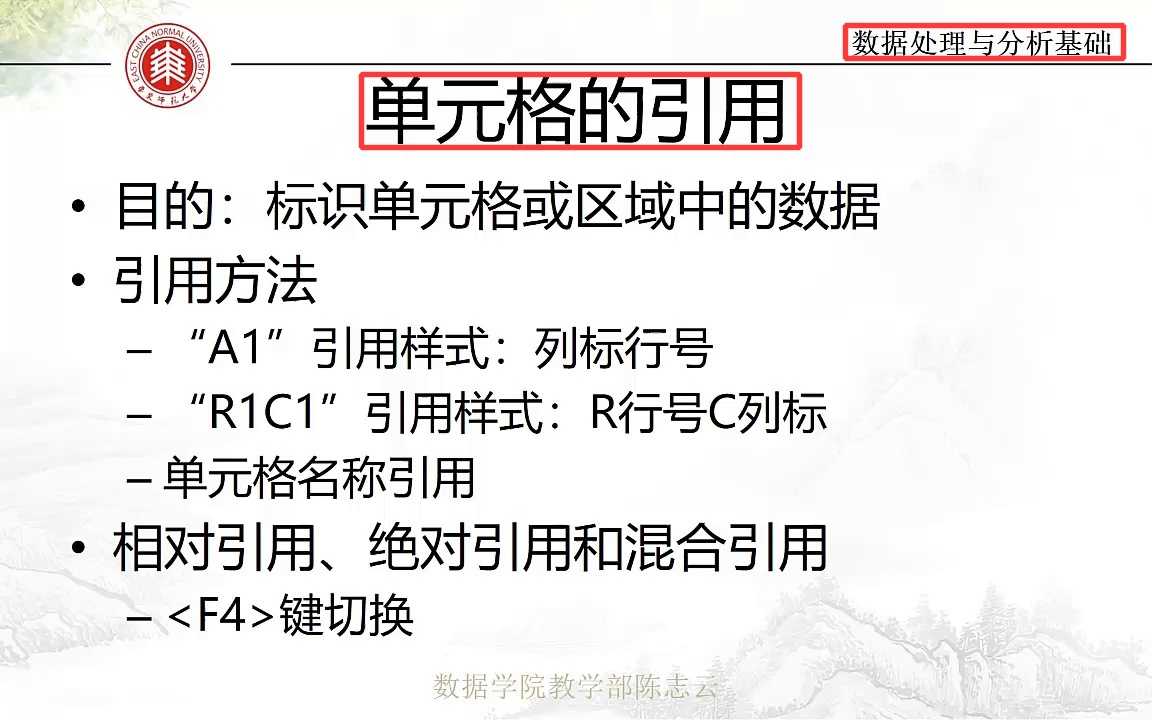 EAST CHINA NORMAL UNIVERSITY
华东师范大学
数据处理与分析基础
单元格的引用
• 目的：标识单元格或区域中的数据
• 引用方法
– “A1”引用样式：列标行号
– “R1C1”引用样式：R行号C列标
– 单元格名称引用
• 相对引用、绝对引用和混合引用
– <F4>键切换
数据学院教学部陈志云